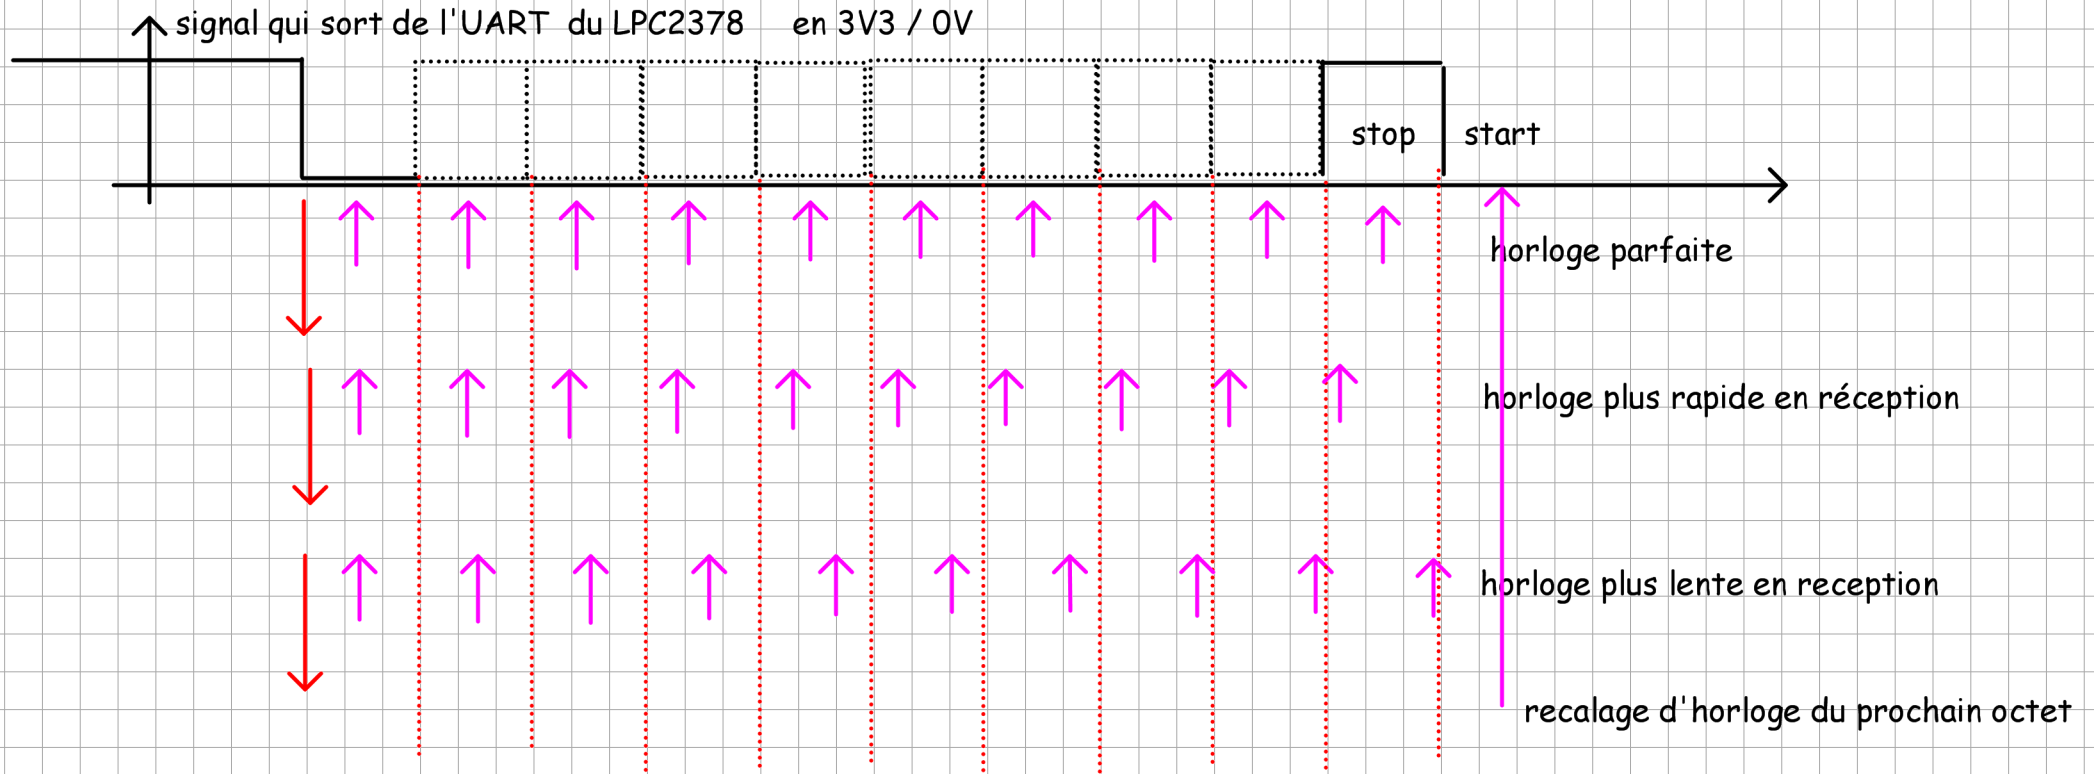 signal qui sort de l'UART du LPC2378 en 3V3 / 0V
stop start
horloge parfaite
horloge plus rapide en réception
horloge plus lente en reception
recalage d'horloge du prochain octet